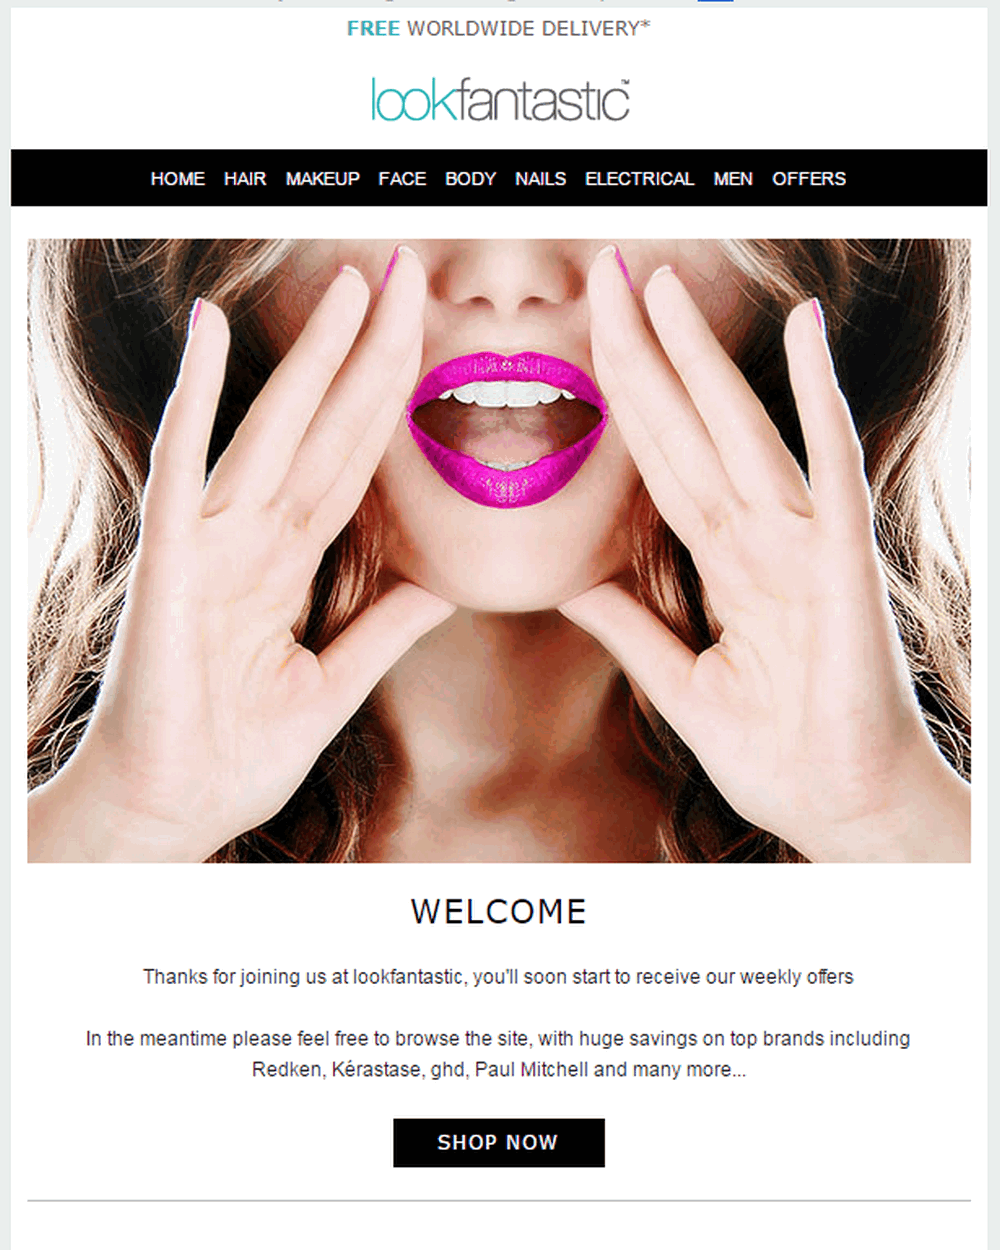 FREE WORLDWIDE DELIVERY*
lookfantastic™
HOME HAIR MAKEUP FACE BODY NAILS ELECTRICAL MEN OFFERS
WELCOME
Thanks for joining us at lookfantastic, you'll soon start to receive our weekly offers
In the meantime please feel free to browse the site, with huge savings on top brands including
Redken, Kérastase, ghd, Paul Mitchell and many more...
SHOP NOW